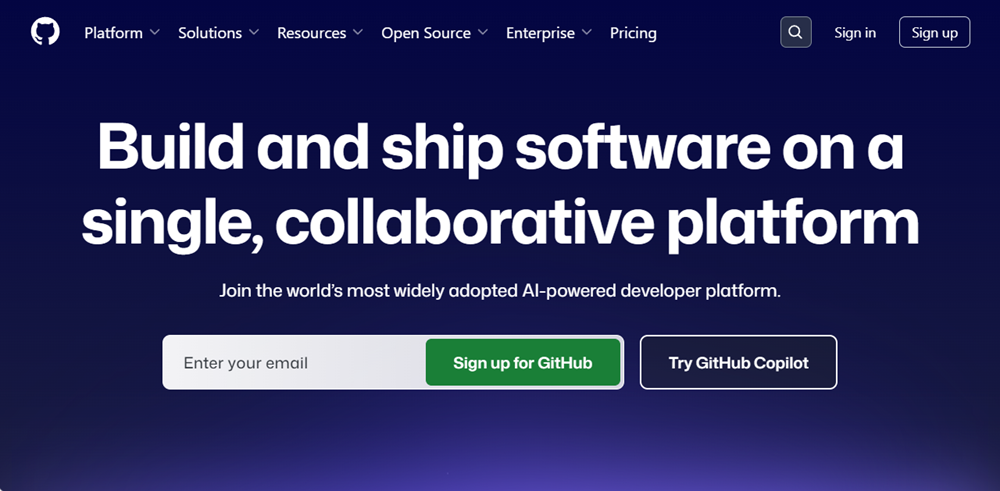 Platform Solutions Resources Open Source Enterprise Pricing Sign in Sign up
Build and ship software on a
single, collaborative platform
Join the world’s most widely adopted AI-powered developer platform.
Enter your email Sign up for GitHub Try GitHub Copilot